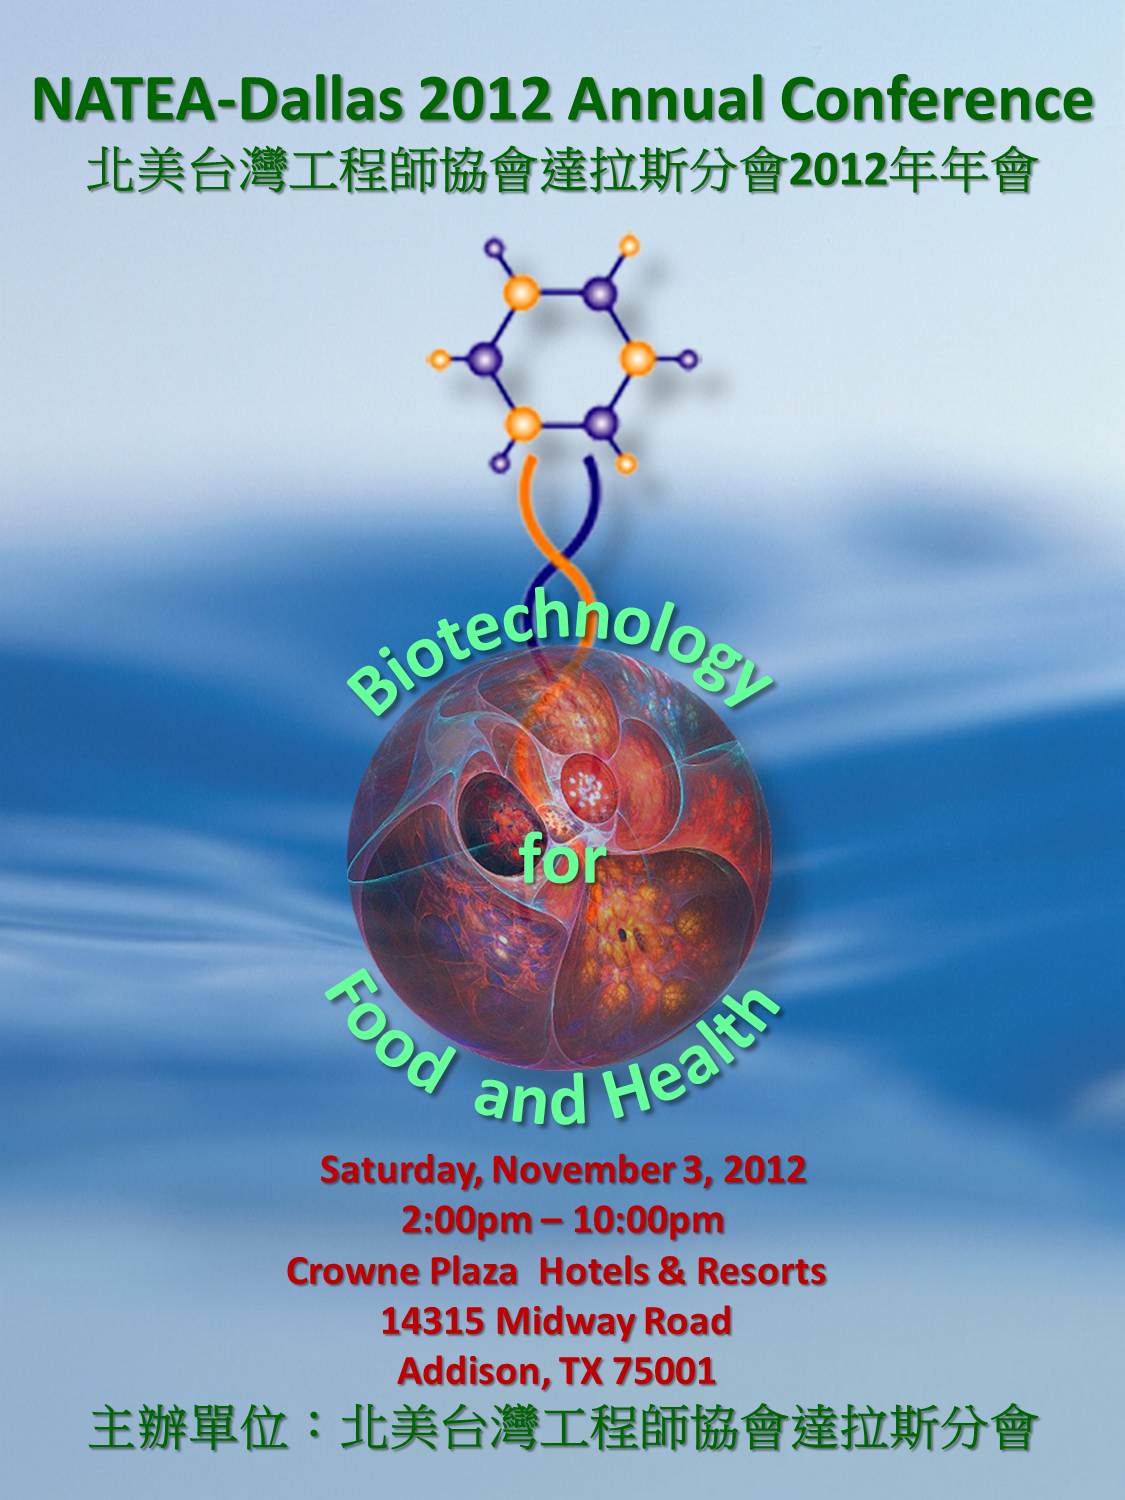 NATEA-Dallas 2012 Annual Conference
北美台灣工程師協會達拉斯分會2012年年會
Biotechnology
for
Food and Health
Saturday, November 3, 2012
2:00pm – 10:00pm
Crowne Plaza Hotels & Resorts
14315 Midway Road
Addison, TX 75001
主辦單位：北美台灣工程師協會達拉斯分會